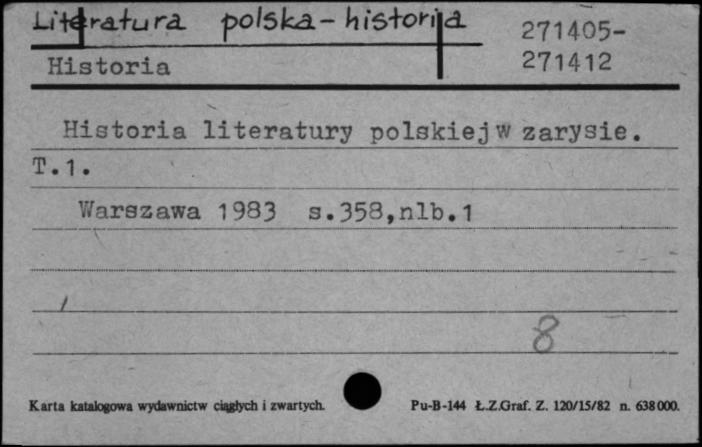 Literatura polska - historia
271405-
Historia
271412
Historia literatury polskiej w zarysie.
T.1.
Warszawa 1983 s.358,nlb.1
8
Karta katalogowa wydawnictw ciągłych i zwartych.
Pu-B-144 Ł.Z.Graf. Z. 120/15/82 n. 638000.